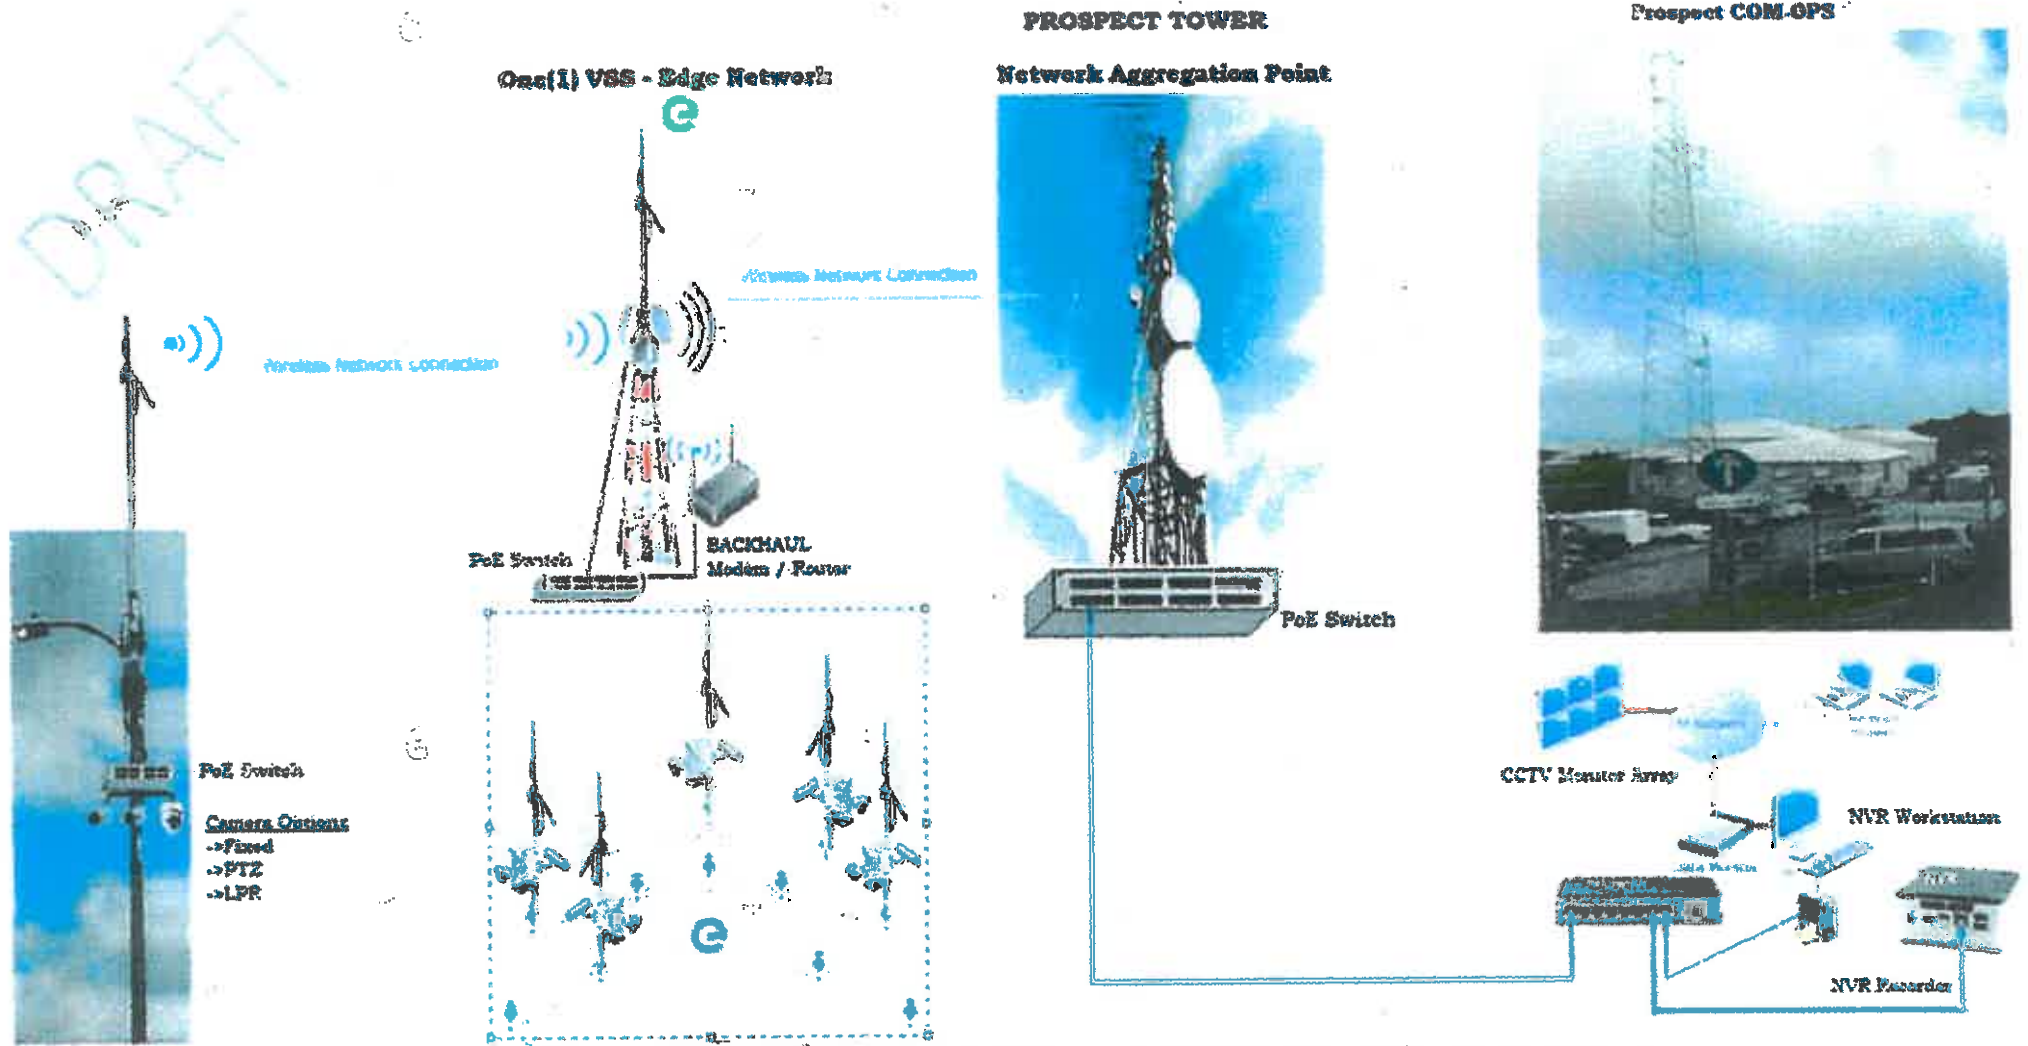 DRAFT
PROSPECT TOWER
Prospect COM-OPS
One(1) VSS - Edge Network
Network Aggregation Point
Wireless Network Connection
Wireless Network Connection
PoE Switch
BACKHAUL
Modem / Router
PoE Switch
PoE Switch
Camera Options
->Fixed
->PTZ
->LPR
CCTV Monitor Array
NVR Workstation
NVR Recorder